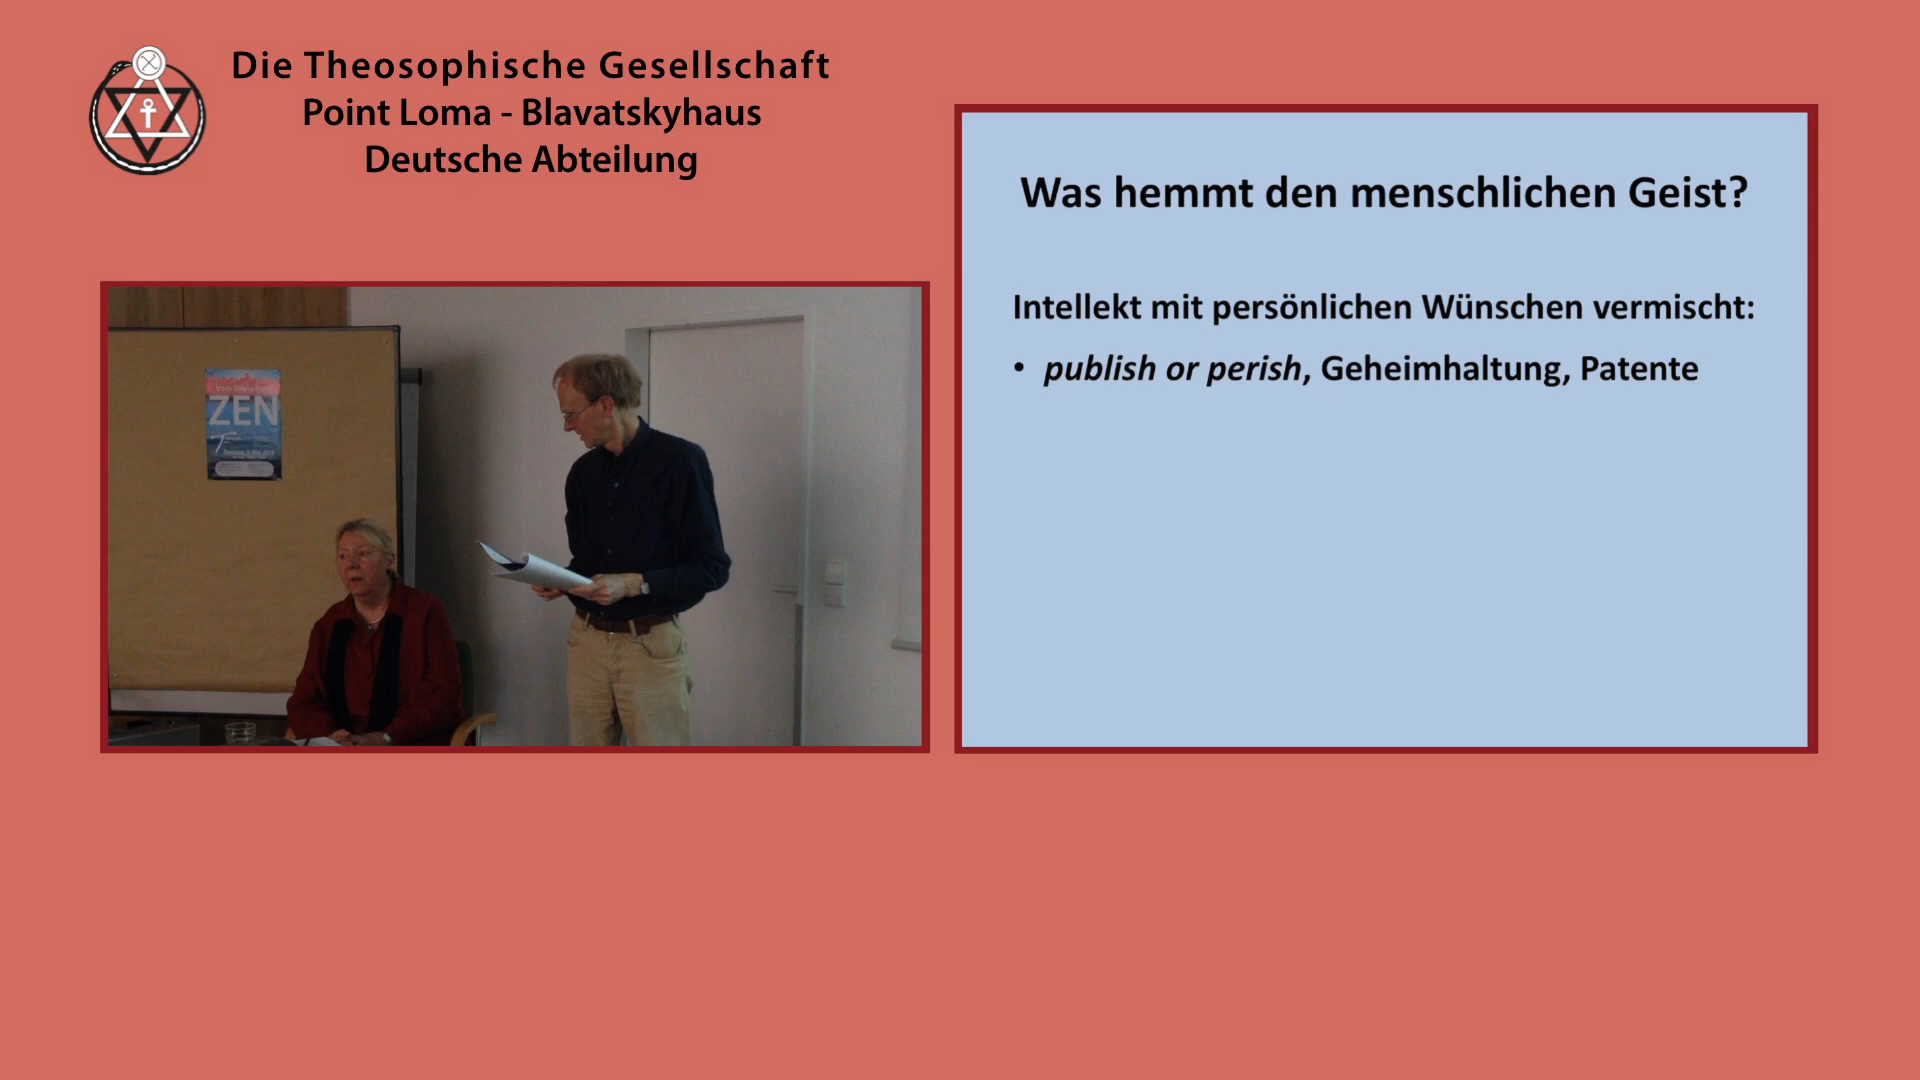 Die Theosophische Gesellschaft
Point Loma - Blavatskyhaus
Deutsche Abteilung
Was hemmt den menschlichen Geist?
Intellekt mit persönlichen Wünschen vermischt:
• publish or perish, Geheimhaltung, Patente
ZEN